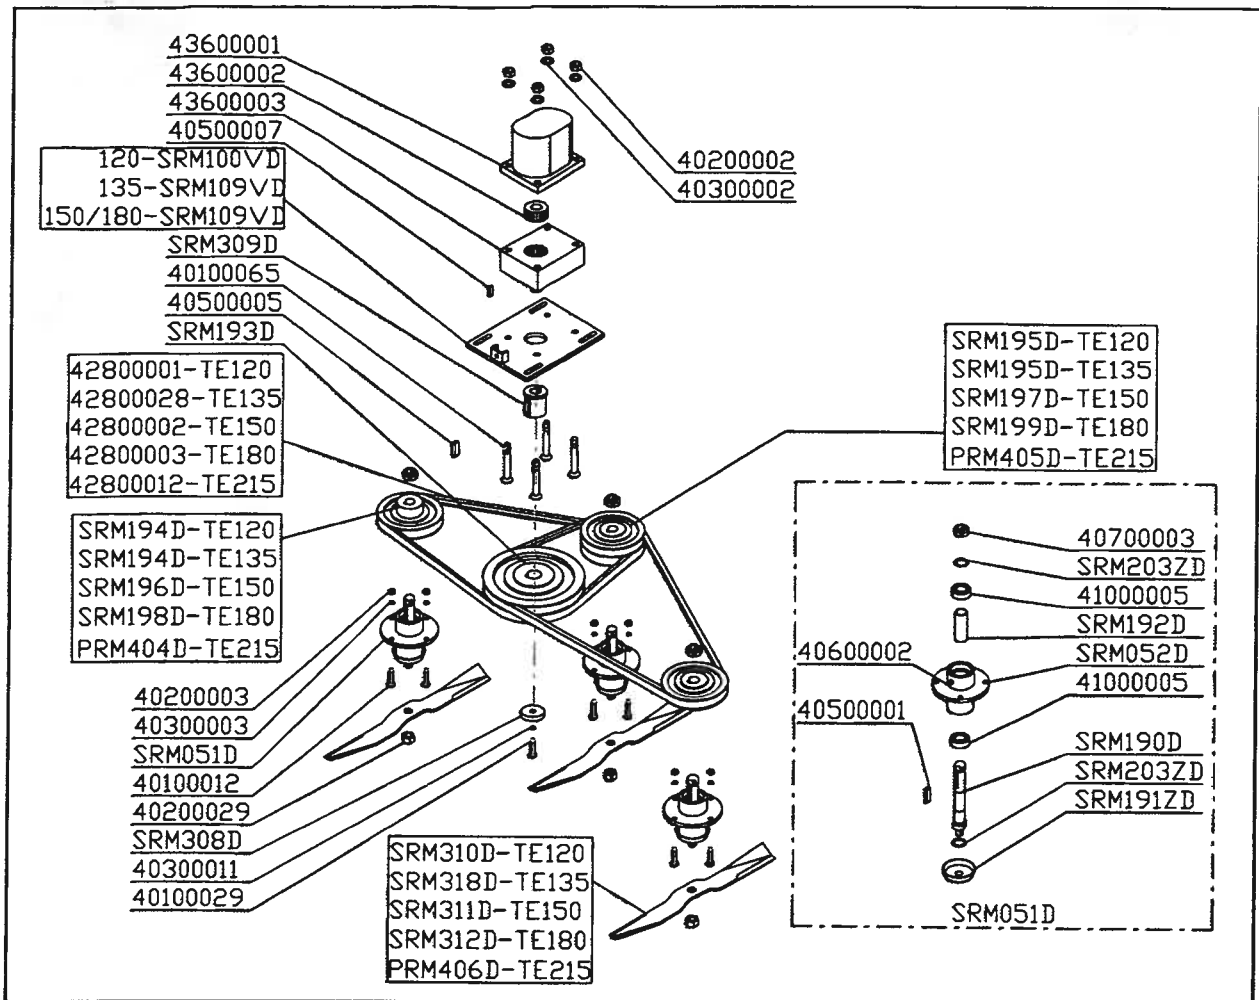 43600001
43600002
43600003
40500007
120-SRM100VD
135-SRM109VD
150/180-SRM109VD
SRM309D
40100065
40500005
SRM193D
42800001-TE120
42800028-TE135
42800002-TE150
42800003-TE180
42800012-TE215
SRM194D-TE120
SRM194D-TE135
SRM196D-TE150
SRM198D-TE180
PRM404D-TE215
40200003
40300003
SRM051D
40100012
40200029
SRM308D
40300011
40100029
40200002
40300002
SRM195D-TE120
SRM195D-TE135
SRM197D-TE150
SRM199D-TE180
PRM405D-TE215
SRM310D-TE120
SRM318D-TE135
SRM311D-TE150
SRM312D-TE180
PRM406D-TE215
40700003
SRM203ZD
41000005
SRM192D
40600002
SRM052D
41000005
40500001
SRM190D
SRM203ZD
SRM191ZD
SRM051D